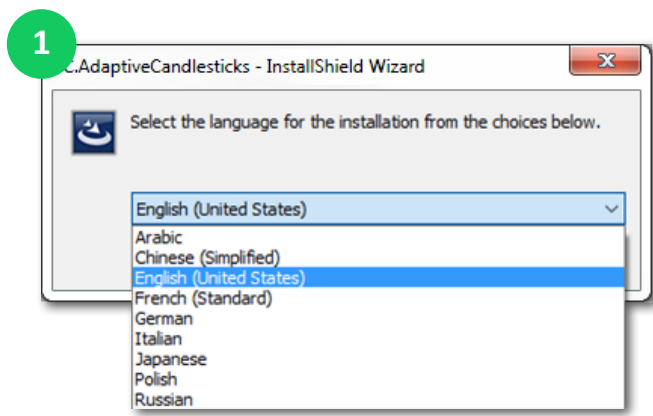 1
C.AdaptiveCandlesticks - InstallShield Wizard
Select the language for the installation from the choices below.
English (United States)
Arabic
Chinese (Simplified)
English (United States)
French (Standard)
German
Italian
Japanese
Polish
Russian